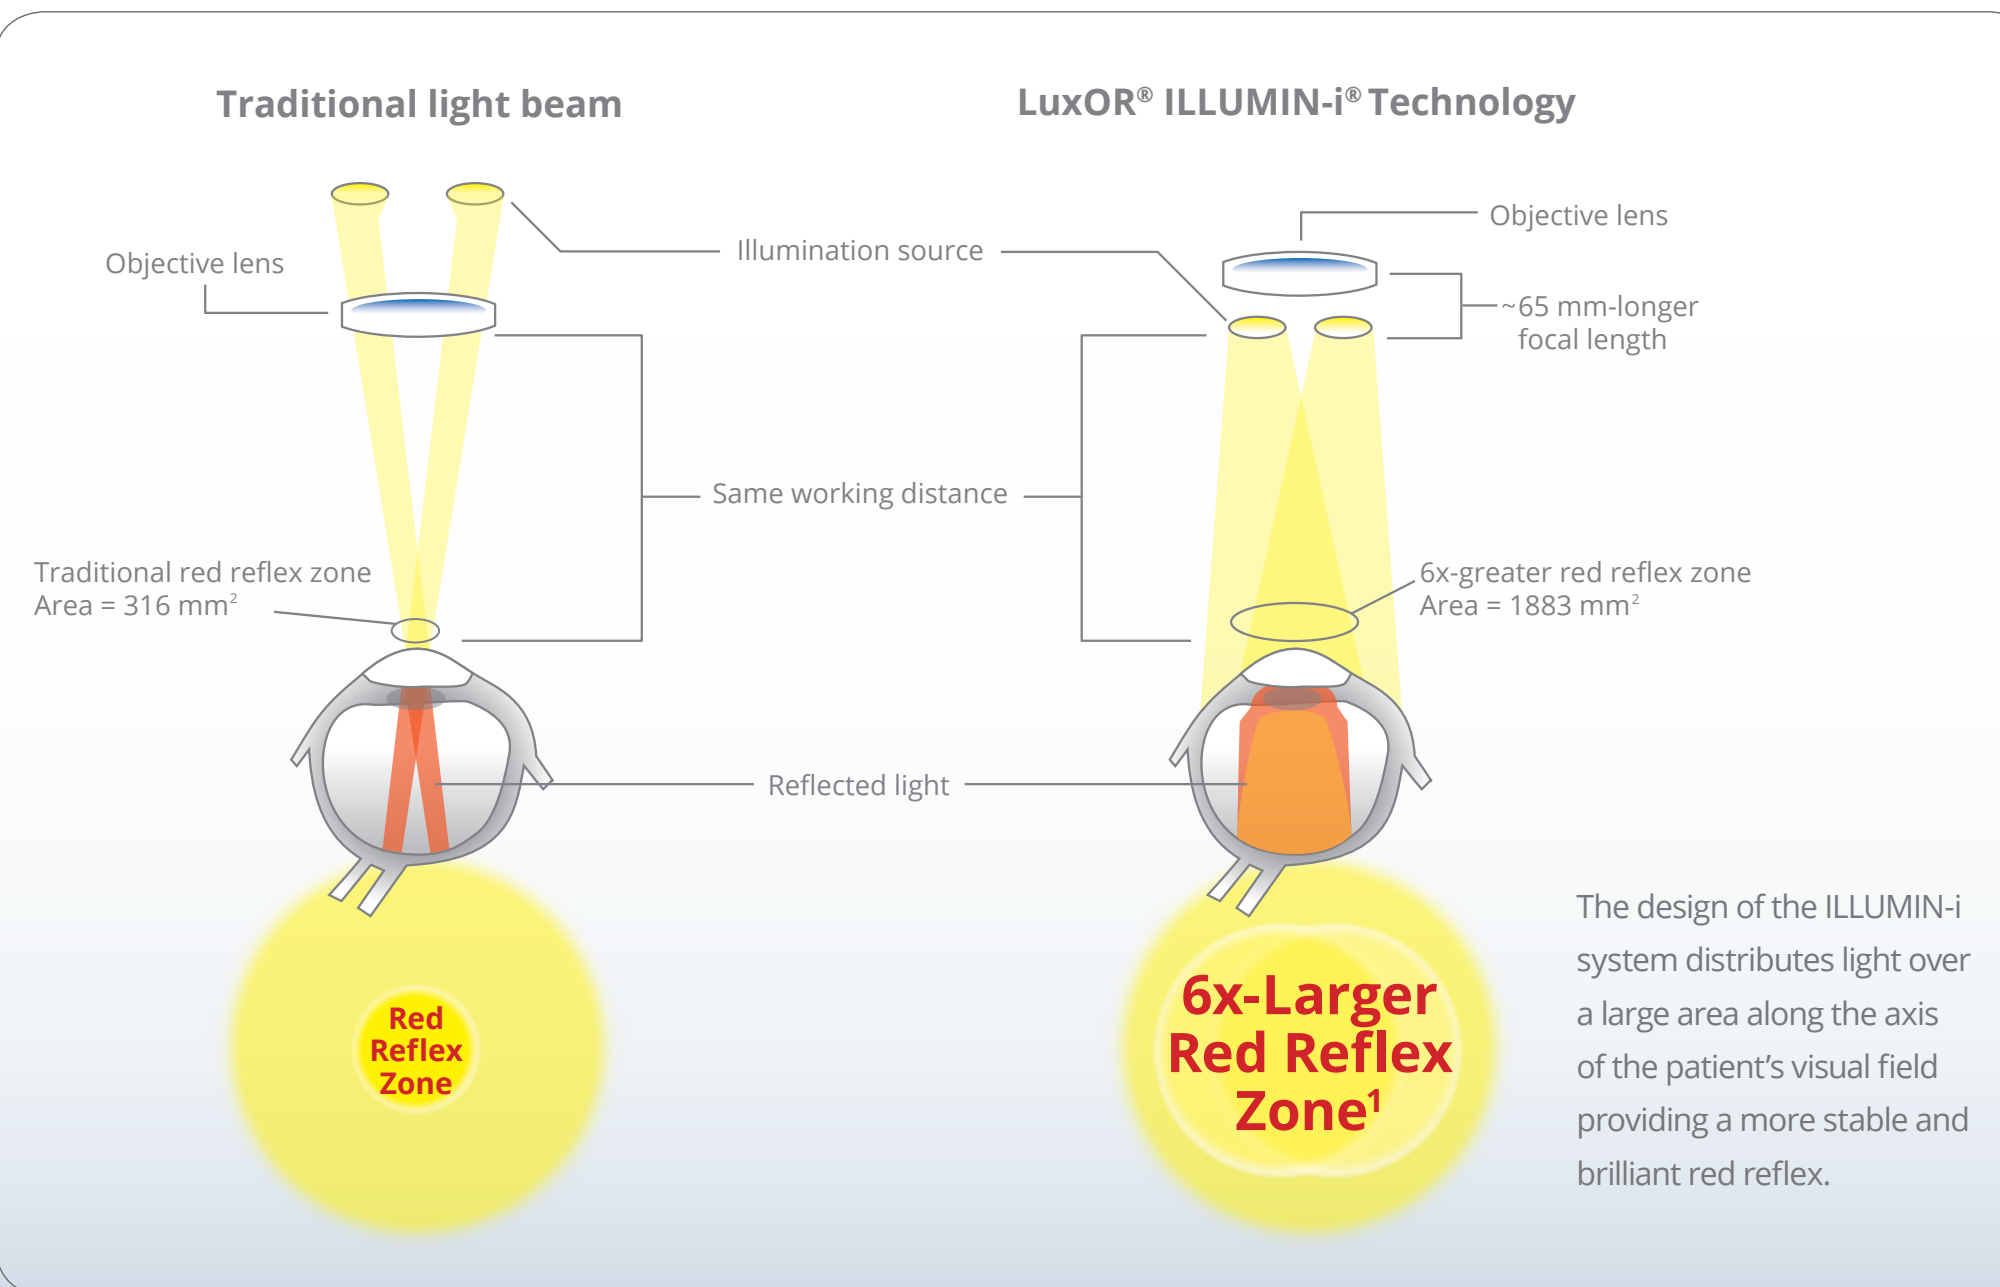 Traditional light beam
LuxOR® ILLUMIN-i® Technology
Objective lens
Illumination source
Objective lens
~65 mm-longer
focal length
Same working distance
Traditional red reflex zone
Area = 316 mm²
6x-greater red reflex zone
Area = 1883 mm²
Reflected light
Red
Reflex
Zone
6x-Larger
Red Reflex
Zone¹
The design of the ILLUMIN-i
system distributes light over
a large area along the axis
of the patient’s visual field
providing a more stable and
brilliant red reflex.